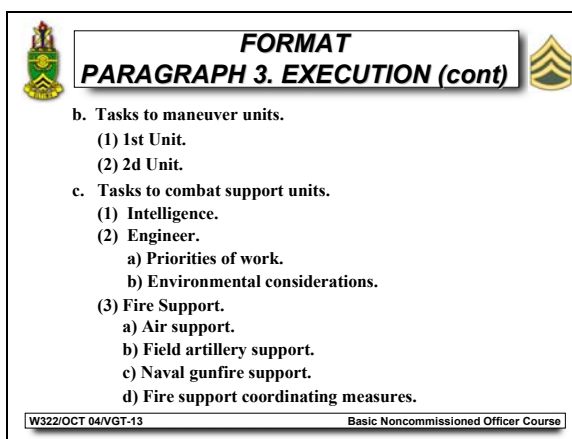 FORMAT
PARAGRAPH 3. EXECUTION (cont)
b. Tasks to maneuver units.
(1) 1st Unit.
(2) 2d Unit.
c. Tasks to combat support units.
(1) Intelligence.
(2) Engineer.
a) Priorities of work.
b) Environmental considerations.
(3) Fire Support.
a) Air support.
b) Field artillery support.
c) Naval gunfire support.
d) Fire support coordinating measures.
W322/OCT 04/VGT-13 Basic Noncommissioned Officer Course